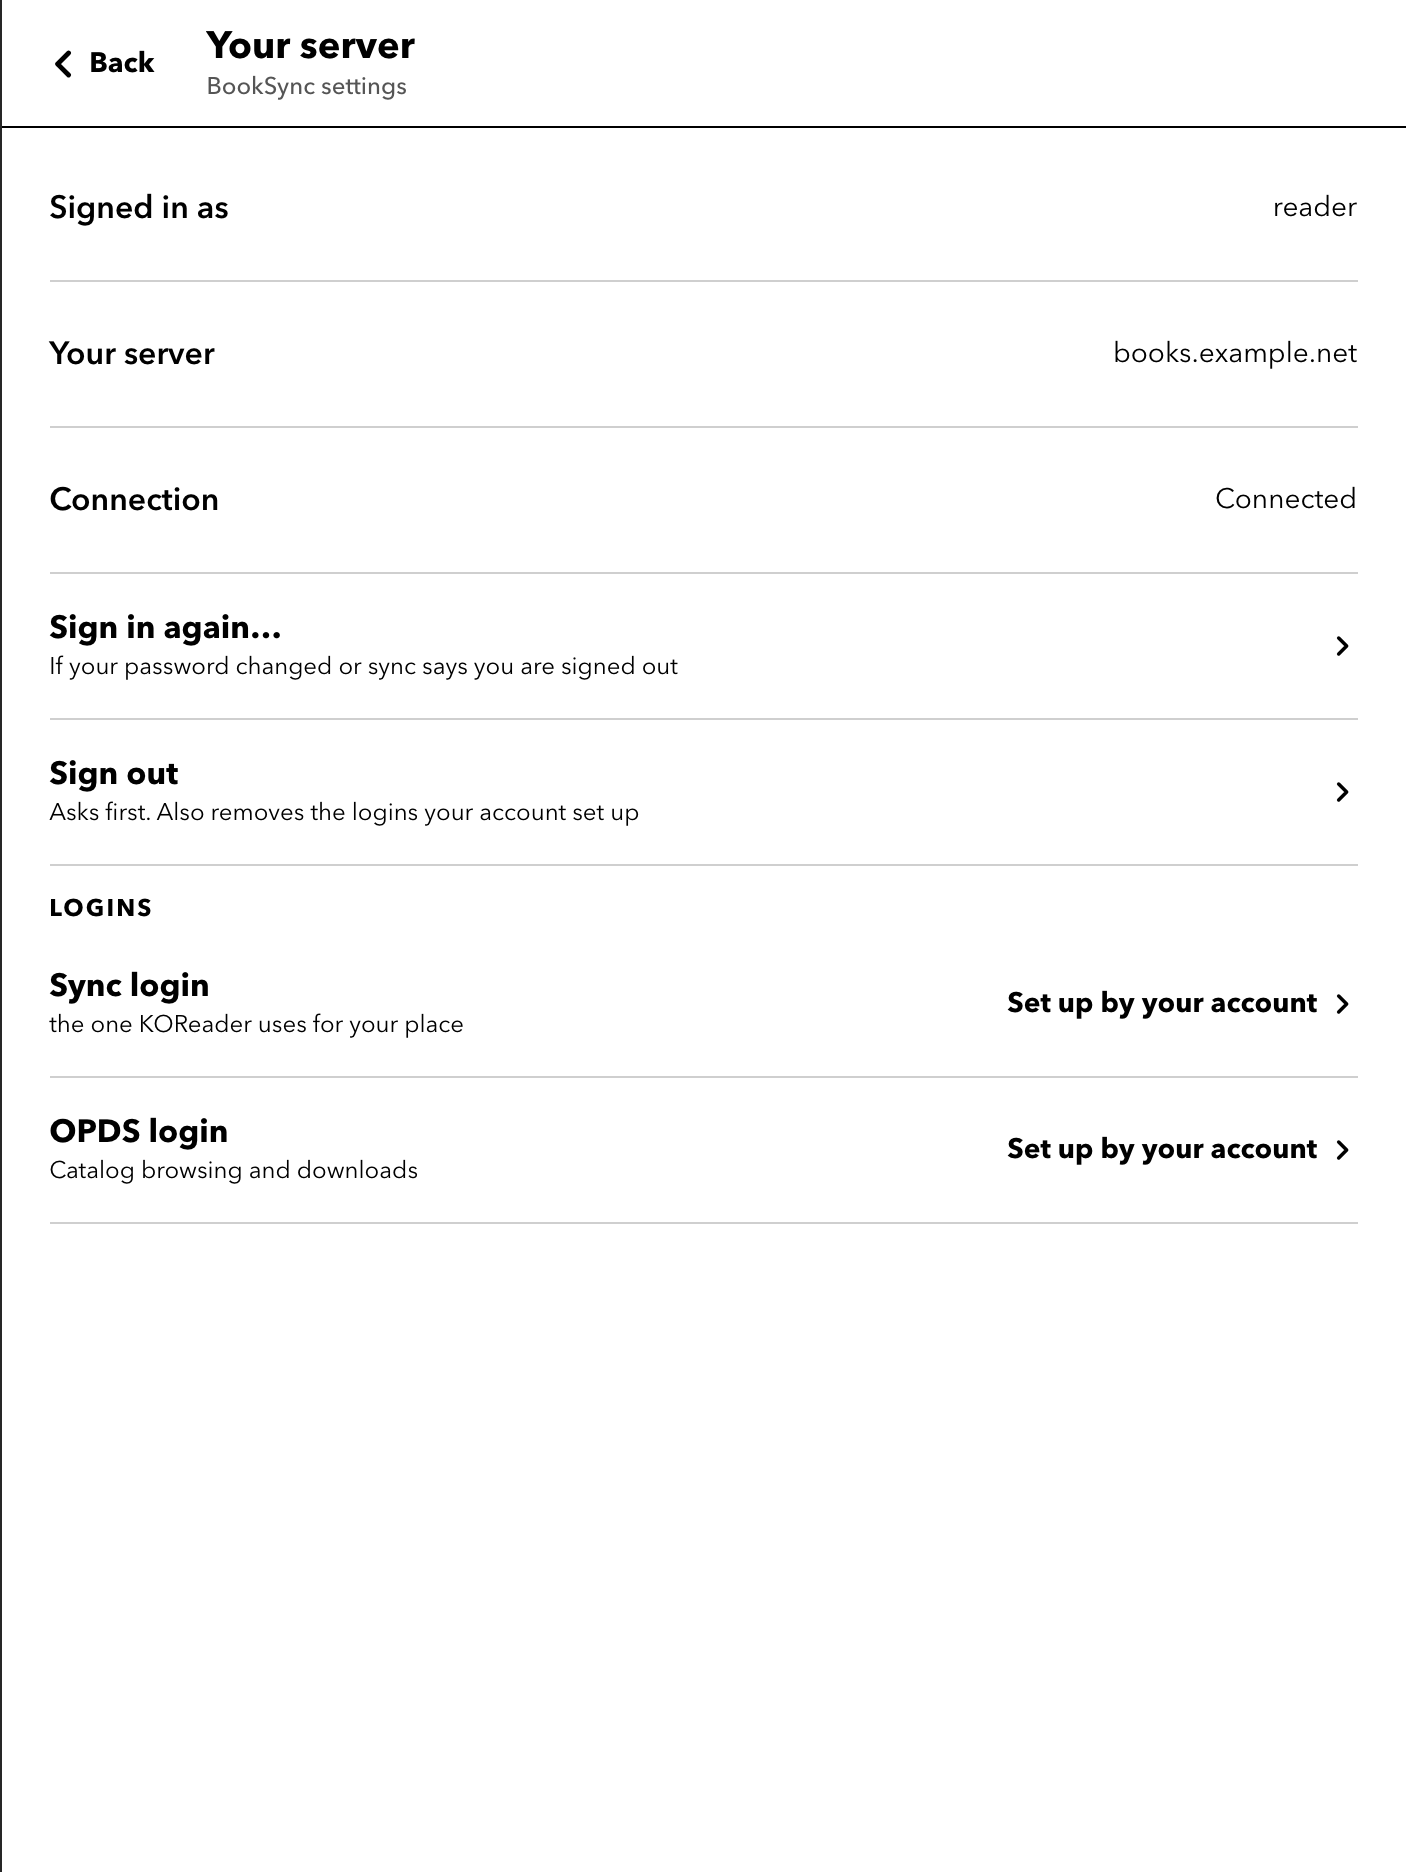 Back
Your server
BookSync settings
Signed in as
reader
Your server
books.example.net
Connection
Connected
Sign in again...
If your password changed or sync says you are signed out
Sign out
Asks first. Also removes the logins your account set up
LOGINS
Sync login
the one KOReader uses for your place
Set up by your account
OPDS login
Catalog browsing and downloads
Set up by your account